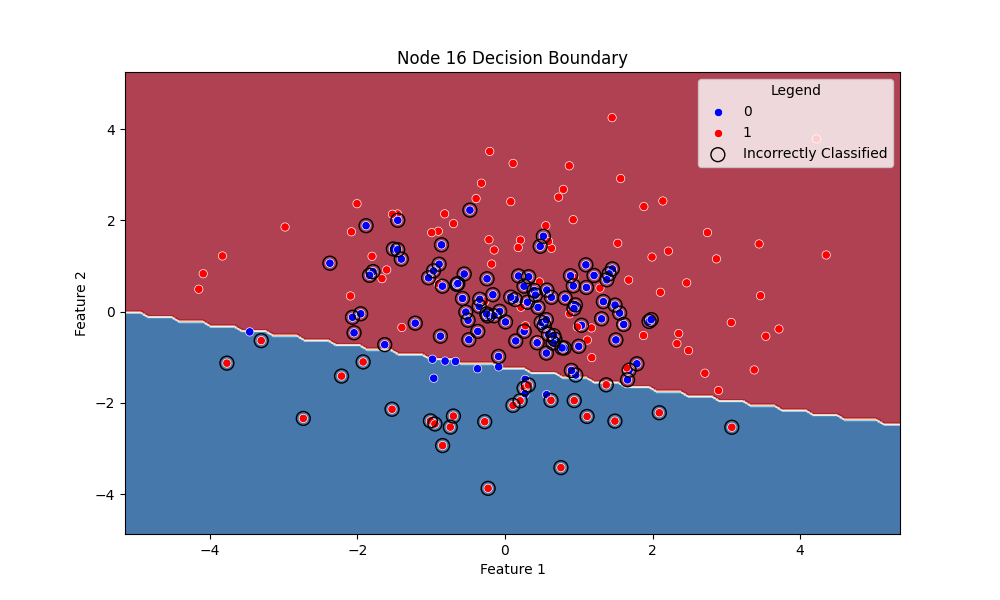 Node 16 Decision Boundary
Legend
0
1
Incorrectly Classified
4
2
0
−2
−4
Feature 2
−4
−2
0
2
4
Feature 1